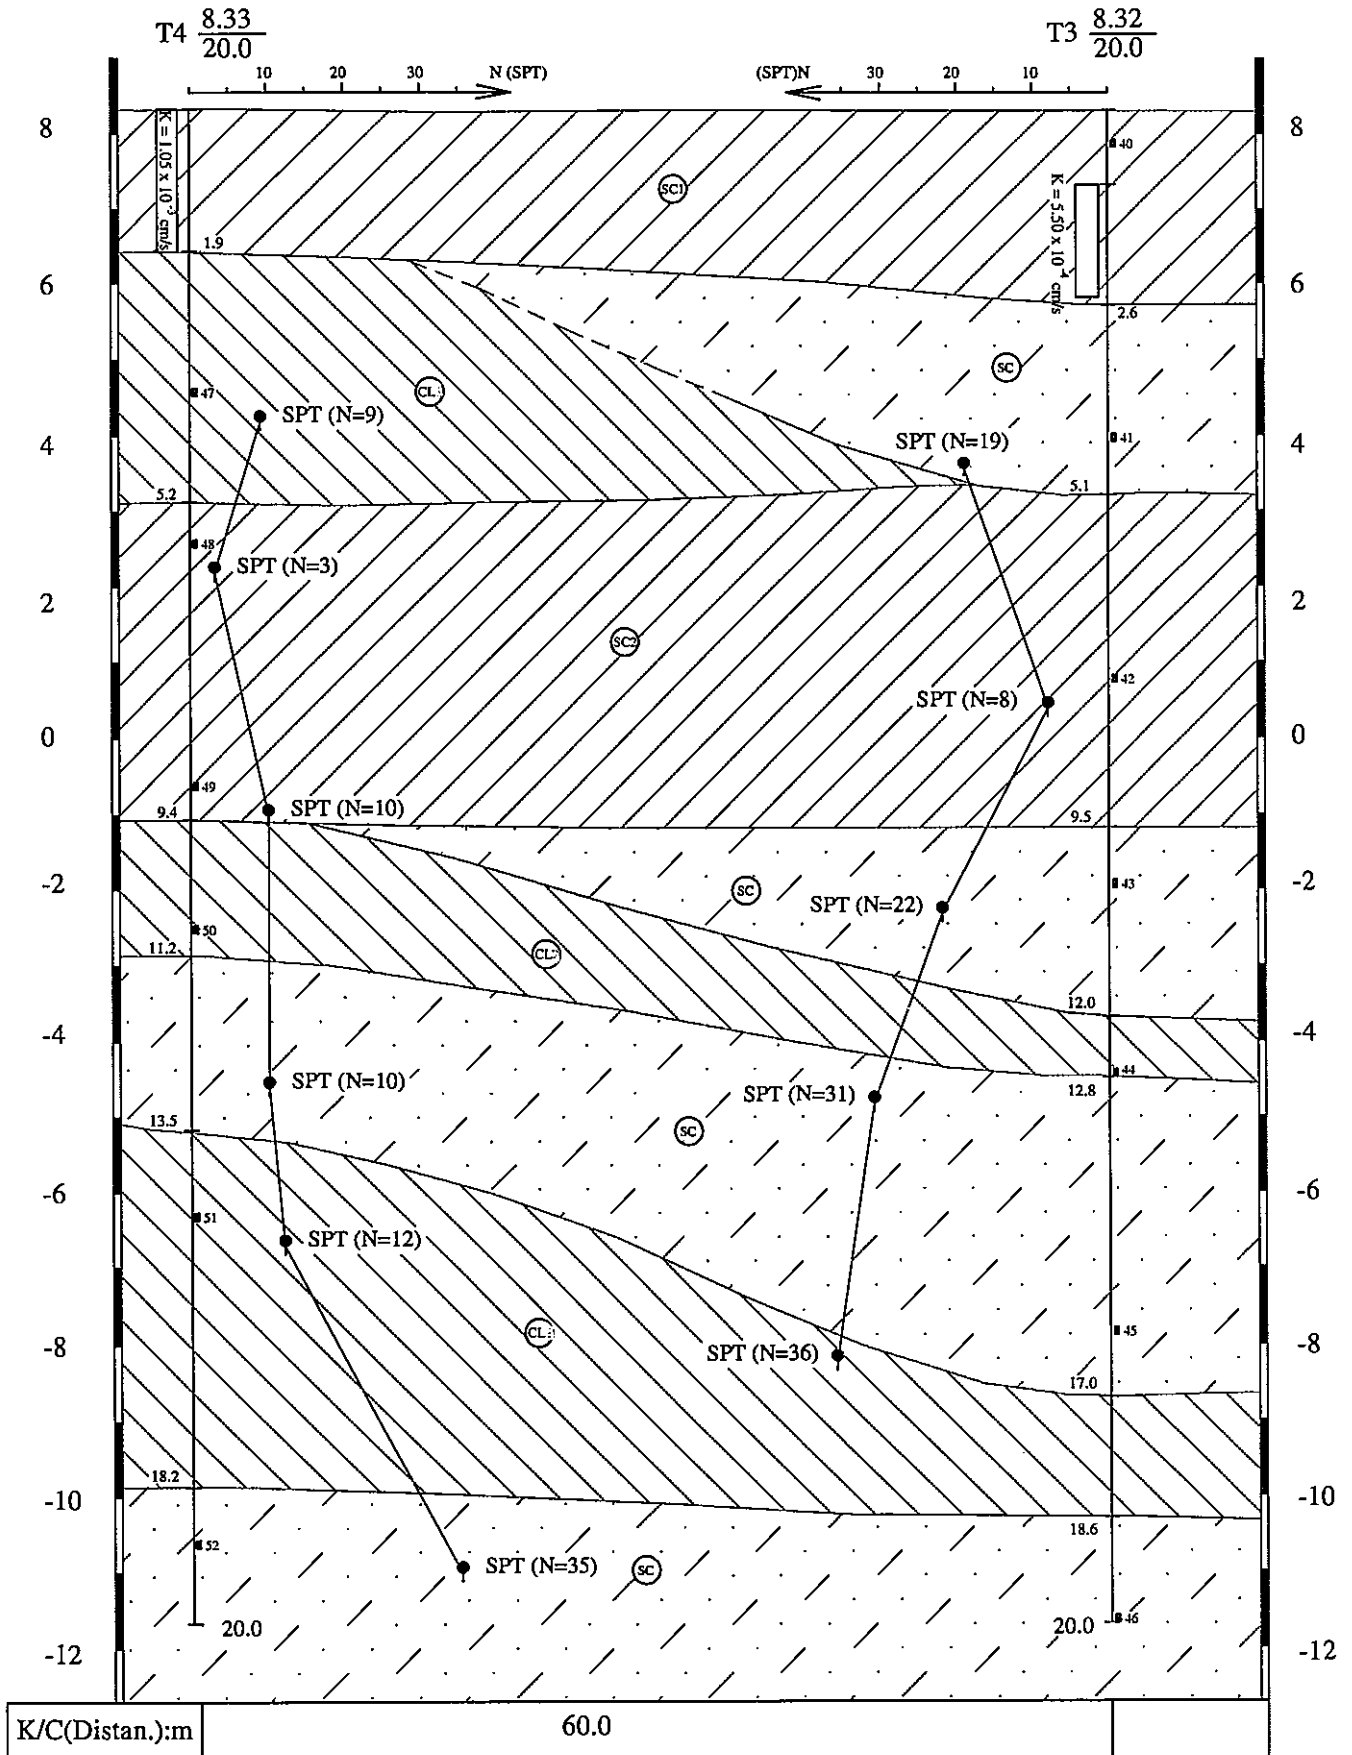 T4 8.33 T3 8.32
20.0 20.0
10 20 30 N (SPT) (SPT)N 30 20 10
8 K = 1.05 x 10⁻³ cm/s 40 8
SC1
K = 5.50 x 10⁻⁴ cm/s
1.9
6 6
2.6
SC
47 CL
SPT (N=9)
4 SPT (N=19) 41 4
5.2 5.1
48
SPT (N=3)
2 2
SC2
42
SPT (N=8)
0 0
49
9.4 SPT (N=10) 9.5
-2 SC 43 -2
SPT (N=22)
50
11.2 CL
12.0
-4 -4
44
SPT (N=10) SPT (N=31) 12.8
13.5 SC
-6 -6
51
SPT (N=12)
CL 45
-8 SPT (N=36) -8
17.0
18.2
-10 -10
18.6
52
SPT (N=35) SC
46
20.0 20.0
-12 -12
K/C(Distan.):m 60.0